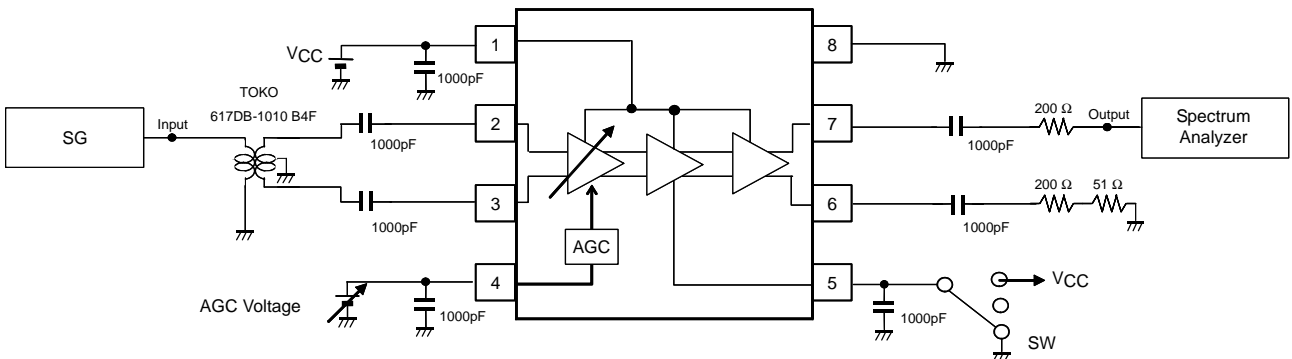 1
8
VCC
1000pF
TOKO
617DB-1010 B4F
SG
Input
1000pF
2
7
1000pF
200 Ω
Output
Spectrum
Analyzer
1000pF
3
6
1000pF
200 Ω
51 Ω
AGC
AGC Voltage
1000pF
4
5
1000pF
VCC
SW